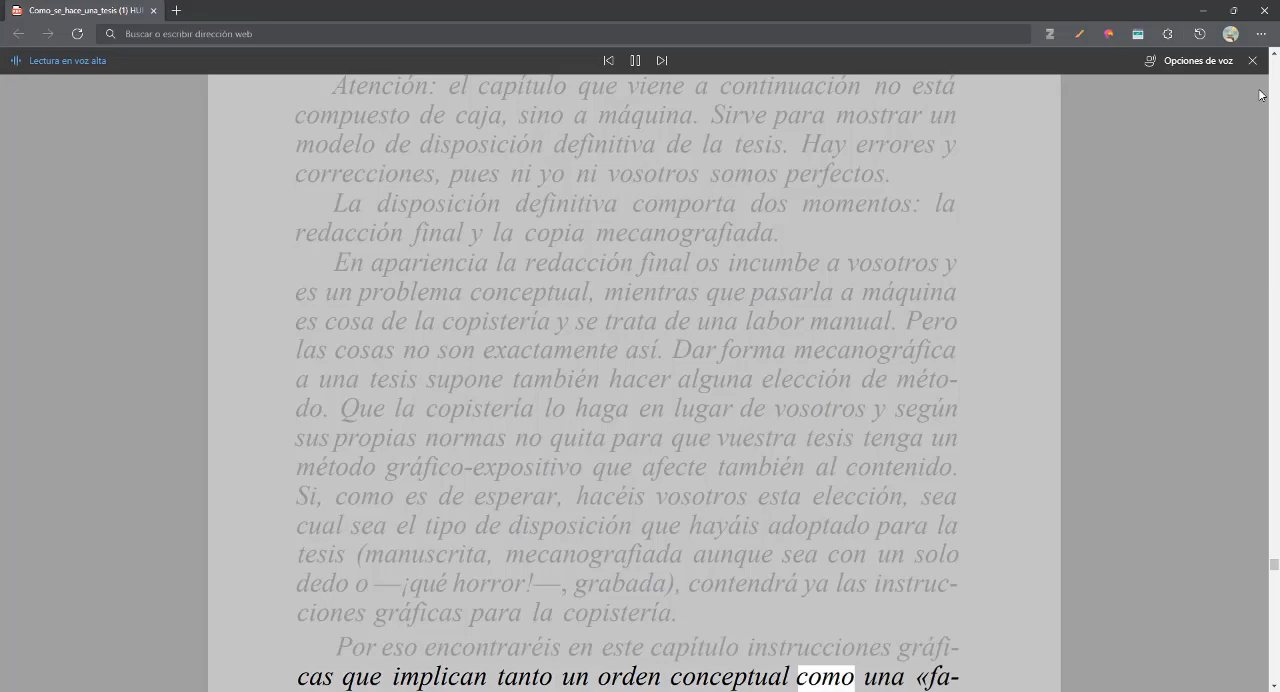 Como_se_hace_una_tesis (1) HU
Buscar o escribir dirección web
Lectura en voz alta
Opciones de voz
Atención: el capítulo que viene a continuación no está
compuesto de caja, sino a máquina. Sirve para mostrar un
modelo de disposición definitiva de la tesis. Hay errores y
correcciones, pues ni yo ni vosotros somos perfectos.
La disposición definitiva comporta dos momentos: la
redacción final y la copia mecanografiada.
En apariencia la redacción final os incumbe a vosotros y
es un problema conceptual, mientras que pasarla a máquina
es cosa de la copistería y se trata de una labor manual. Pero
las cosas no son exactamente así. Dar forma mecanográfica
a una tesis supone también hacer alguna elección de méto-
do. Que la copistería lo haga en lugar de vosotros y según
sus propias normas no quita para que vuestra tesis tenga un
método gráfico-expositivo que afecte también al contenido.
Si, como es de esperar, hacéis vosotros esta elección, sea
cual sea el tipo de disposición que hayáis adoptado para la
tesis (manuscrita, mecanografiada aunque sea con un solo
dedo o —¡qué horror!—, grabada), contendrá ya las instruc-
ciones gráficas para la copistería.
Por eso encontraréis en este capítulo instrucciones gráfi-
cas que implican tanto un orden conceptual como una «fa-